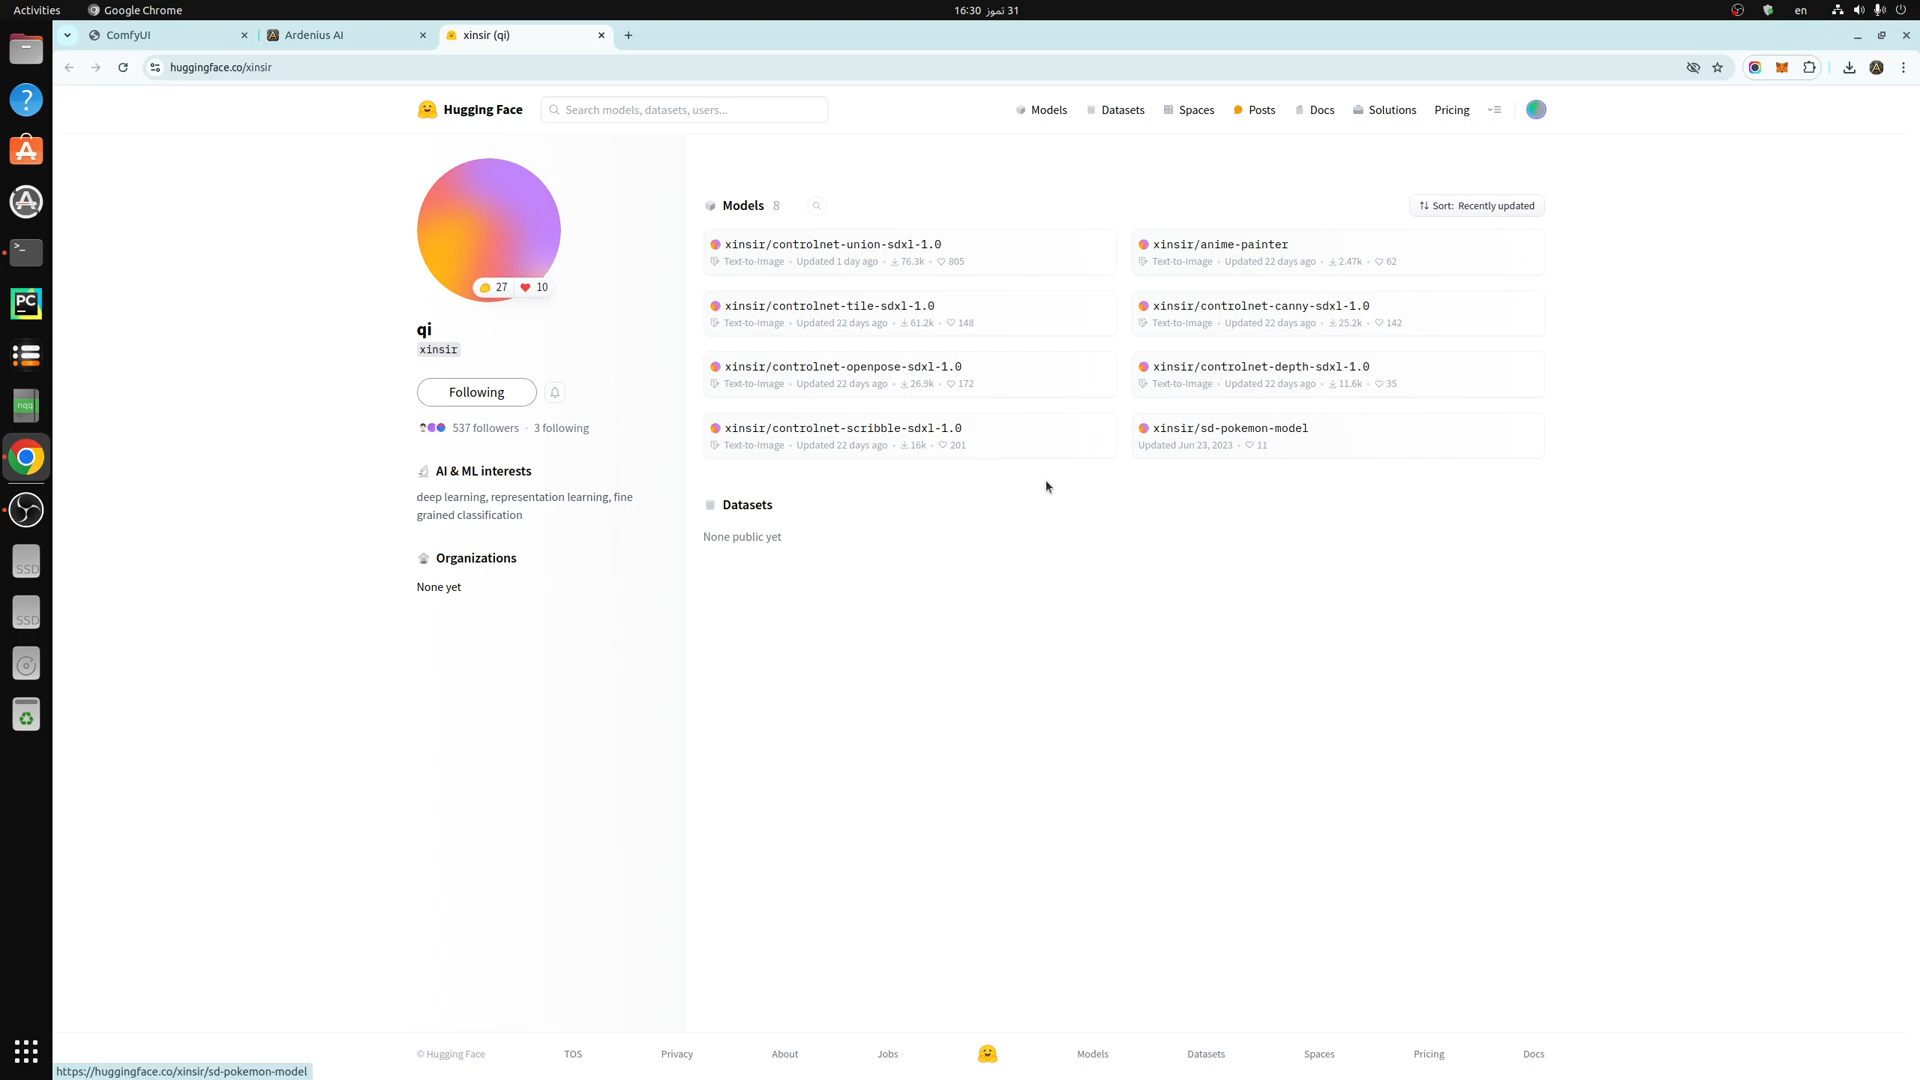 Activities
Google Chrome
31 تموز 16:30
en
ComfyUI
Ardenius AI
xinsir (qi)
huggingface.co/xinsir
Hugging Face
Search models, datasets, users...
Models
Datasets
Spaces
Posts
Docs
Solutions
Pricing
27
10
qi
xinsir
Following
537 followers · 3 following
AI & ML interests
deep learning, representation learning, fine
grained classification
Organizations
None yet
Models 8
Sort: Recently updated
xinsir/controlnet-union-sdxl-1.0
Text-to-Image • Updated 1 day ago • 76.3k • 805
xinsir/anime-painter
Text-to-Image • Updated 22 days ago • 2.47k • 62
xinsir/controlnet-tile-sdxl-1.0
Text-to-Image • Updated 22 days ago • 61.2k • 148
xinsir/controlnet-canny-sdxl-1.0
Text-to-Image • Updated 22 days ago • 25.2k • 142
xinsir/controlnet-openpose-sdxl-1.0
Text-to-Image • Updated 22 days ago • 26.9k • 172
xinsir/controlnet-depth-sdxl-1.0
Text-to-Image • Updated 22 days ago • 11.6k • 35
xinsir/controlnet-scribble-sdxl-1.0
Text-to-Image • Updated 22 days ago • 16k • 201
xinsir/sd-pokemon-model
Updated Jun 23, 2023 • 11
Datasets
None public yet
PC
nqq
SSD
SSD
© Hugging Face
TOS
Privacy
About
Jobs
Models
Datasets
Spaces
Pricing
Docs
https://huggingface.co/xinsir/sd-pokemon-model